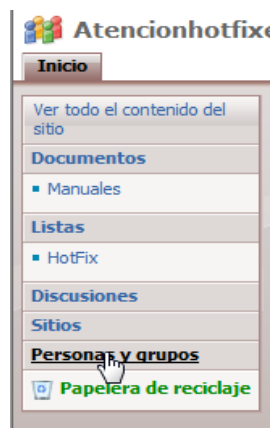 Atencionhotfixe
Inicio
Ver todo el contenido del
sitio
Documentos
Manuales
Listas
HotFix
Discusiones
Sitios
Personas y grupos
Papelera de reciclaje